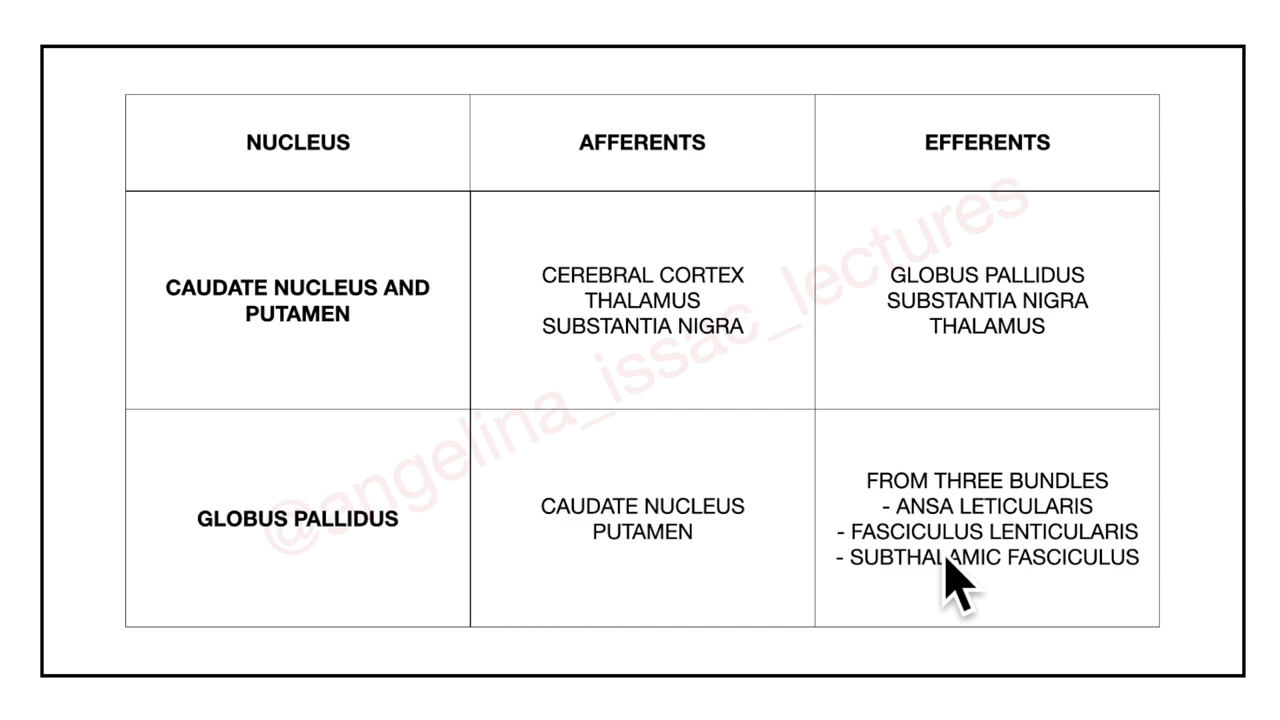 NUCLEUS
AFFERENTS
EFFERENTS
CAUDATE NUCLEUS AND
PUTAMEN
CEREBRAL CORTEX
THALAMUS
SUBSTANTIA NIGRA
GLOBUS PALLIDUS
SUBSTANTIA NIGRA
THALAMUS
GLOBUS PALLIDUS
CAUDATE NUCLEUS
PUTAMEN
FROM THREE BUNDLES
- ANSA LETICULARIS
- FASCICULUS LENTICULARIS
- SUBTHALAMIC FASCICULUS
@angelina_issac_lectures